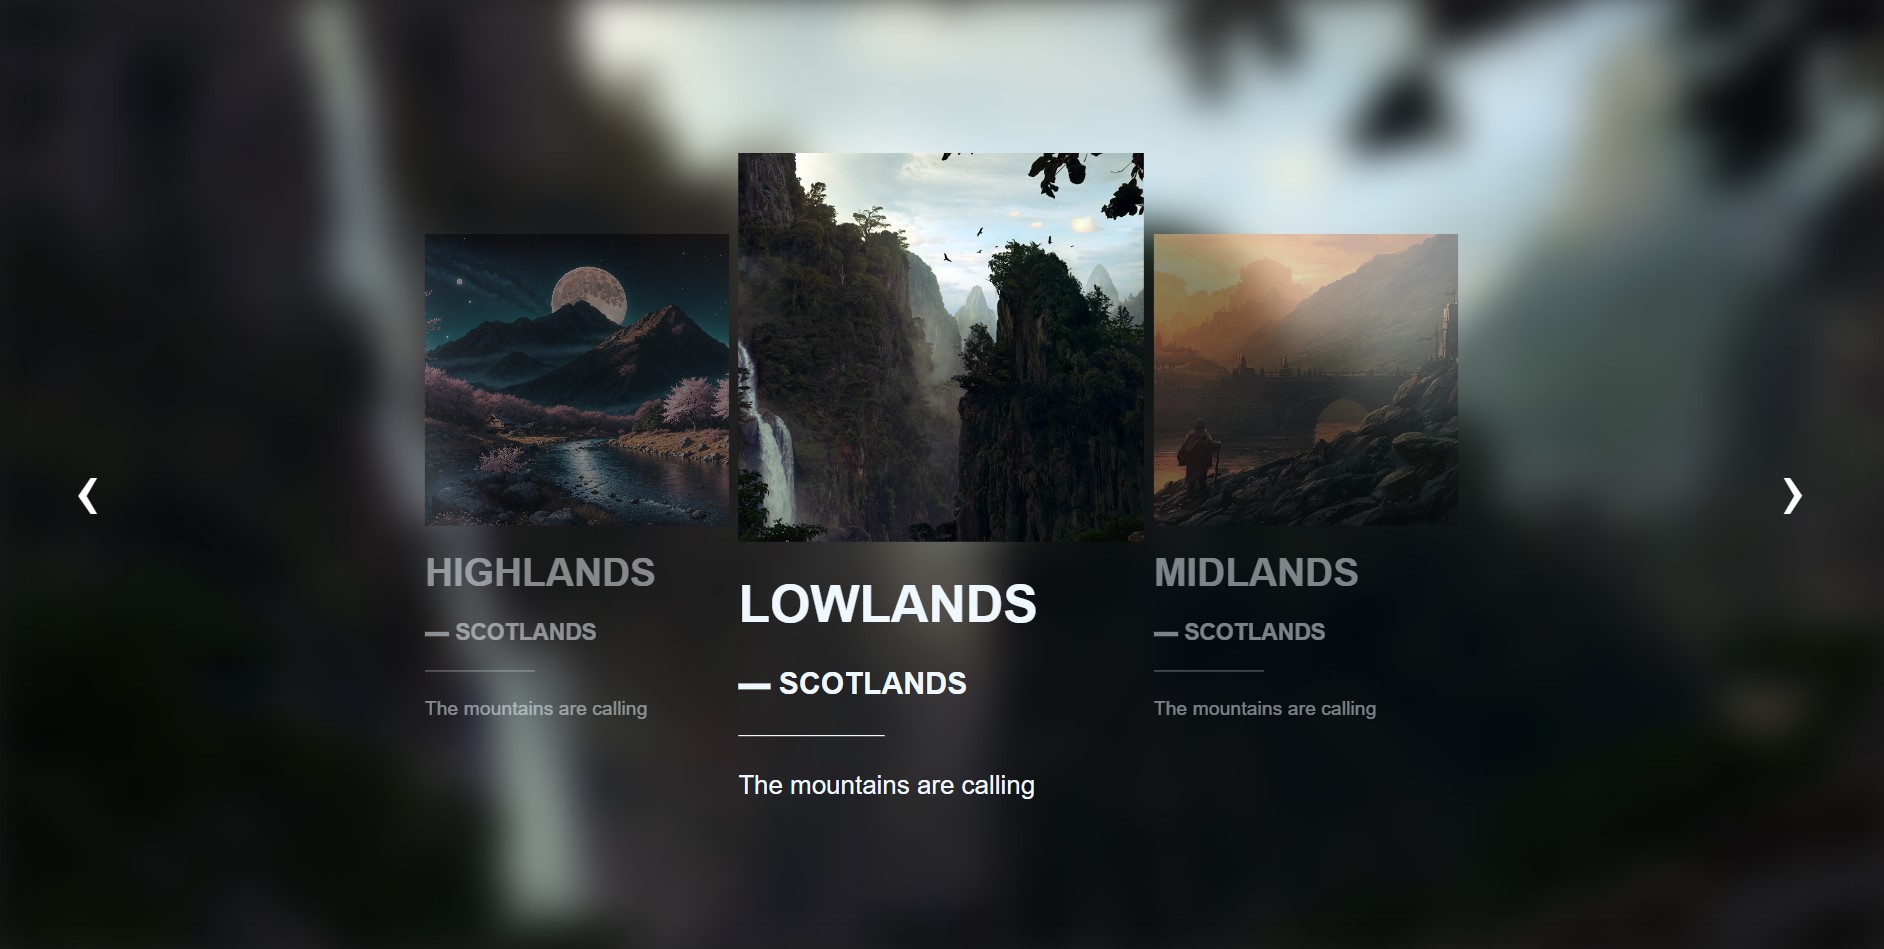 HIGHLANDS
— SCOTLANDS
The mountains are calling
LOWLANDS
— SCOTLANDS
The mountains are calling
MIDLANDS
— SCOTLANDS
The mountains are calling